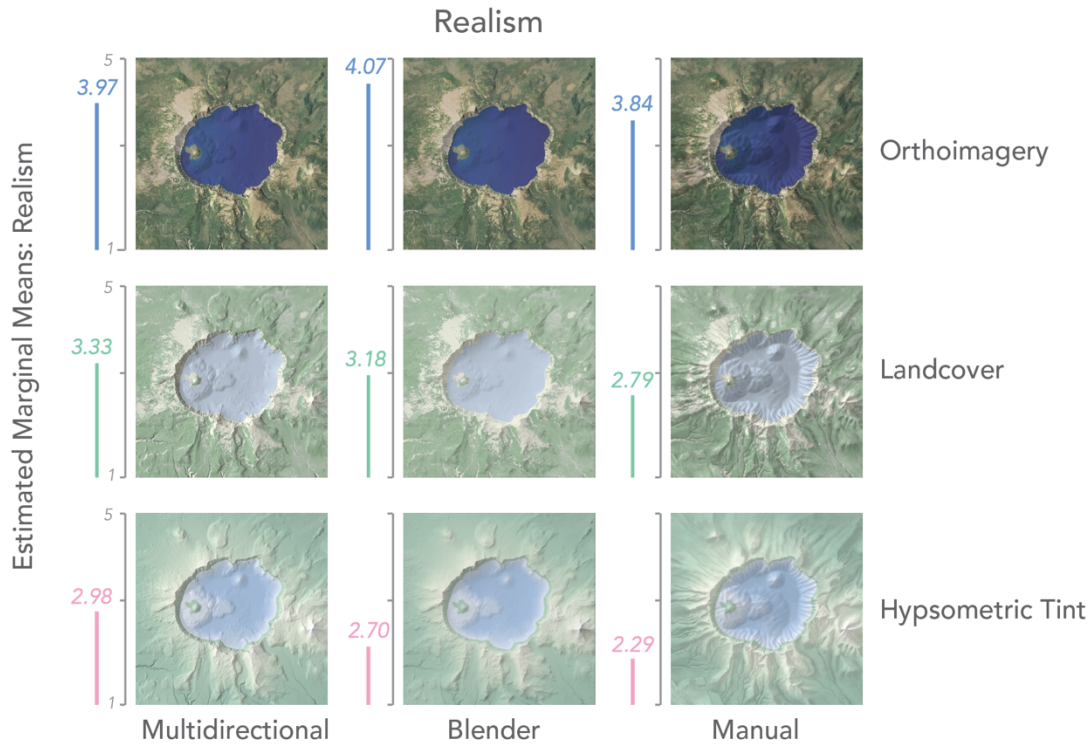 Realism
Estimated Marginal Means: Realism
5
3.97
1
4.07
3.84
Orthoimagery
5
3.33
1
3.18
2.79
Landcover
5
2.98
1
2.70
2.29
Hypsometric Tint
Multidirectional
Blender
Manual